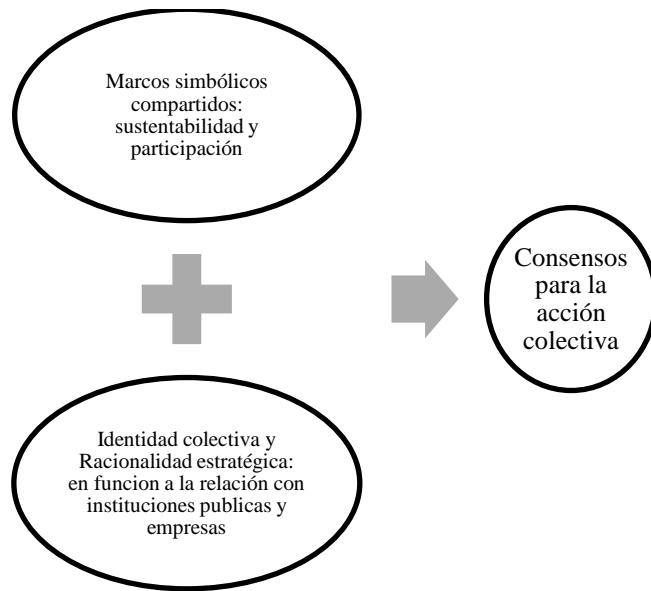 Marcos simbólicos
compartidos:
sustentabilidad y
participación
Identidad colectiva y
Racionalidad estratégica:
en funcion a la relación con
instituciones publicas y
empresas
Consensos
para la
acción
colectiva